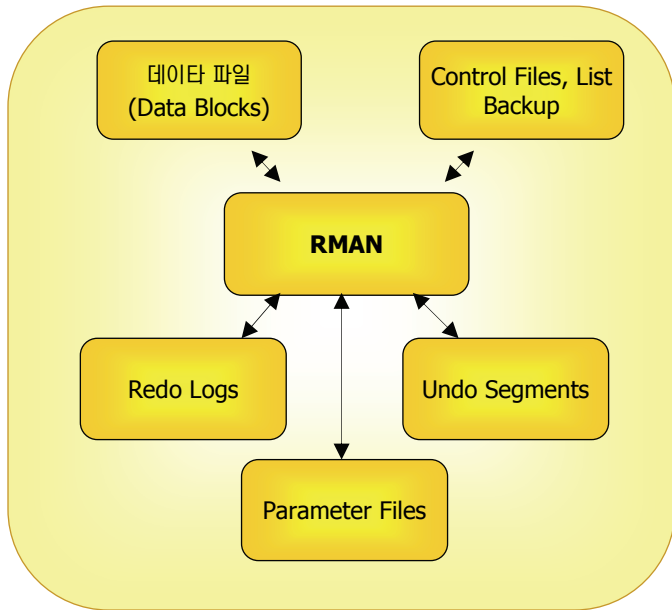 데이타 파일
(Data Blocks)
Control Files, List
Backup
RMAN
Redo Logs
Undo Segments
Parameter Files